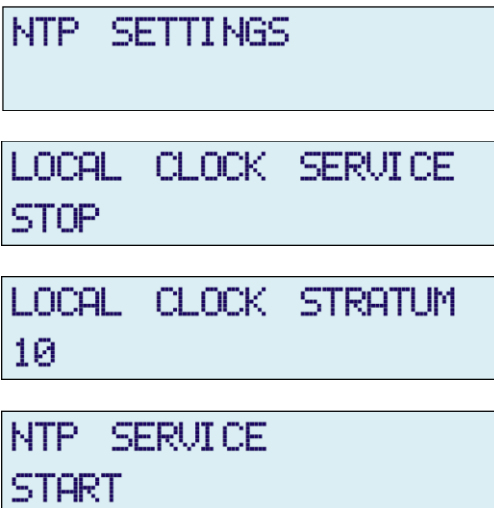 NTP SETTINGS
LOCAL CLOCK SERVICE
STOP
LOCAL CLOCK STRATUM
10
NTP SERVICE
START